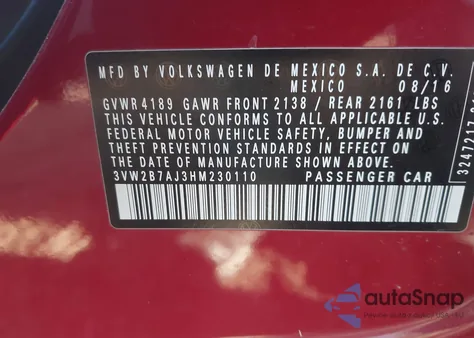 MFD BY VOLKSWAGEN DE MEXICO S.A. DE C.V.
MEXICO 08/16
GVWR 4189 GAWR FRONT 2138 / REAR 2161 LBS
THIS VEHICLE CONFORMS TO ALL APPLICABLE U.S.
FEDERAL MOTOR VEHICLE SAFETY, BUMPER AND
THEFT PREVENTION STANDARDS IN EFFECT ON
THE DATE OF MANUFACTURE SHOWN ABOVE.
3VW2B7AJ3HM230110 PASSENGER CAR
3247217
autoSnap